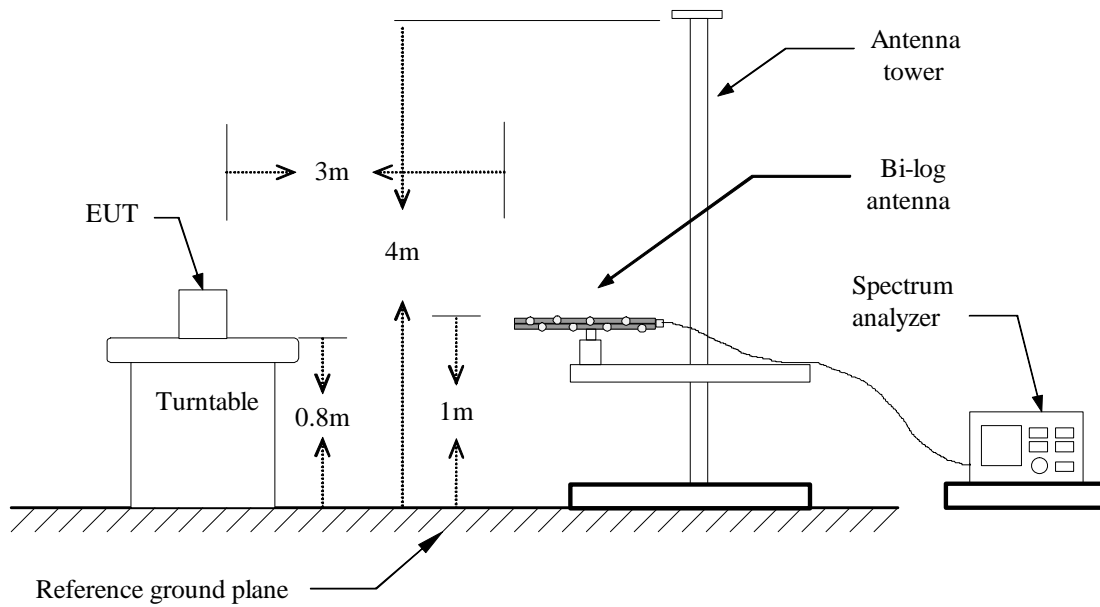 Antenna
tower
3m
Bi-log
antenna
EUT
4m
Spectrum
analyzer
Turntable
0.8m
1m
Reference ground plane